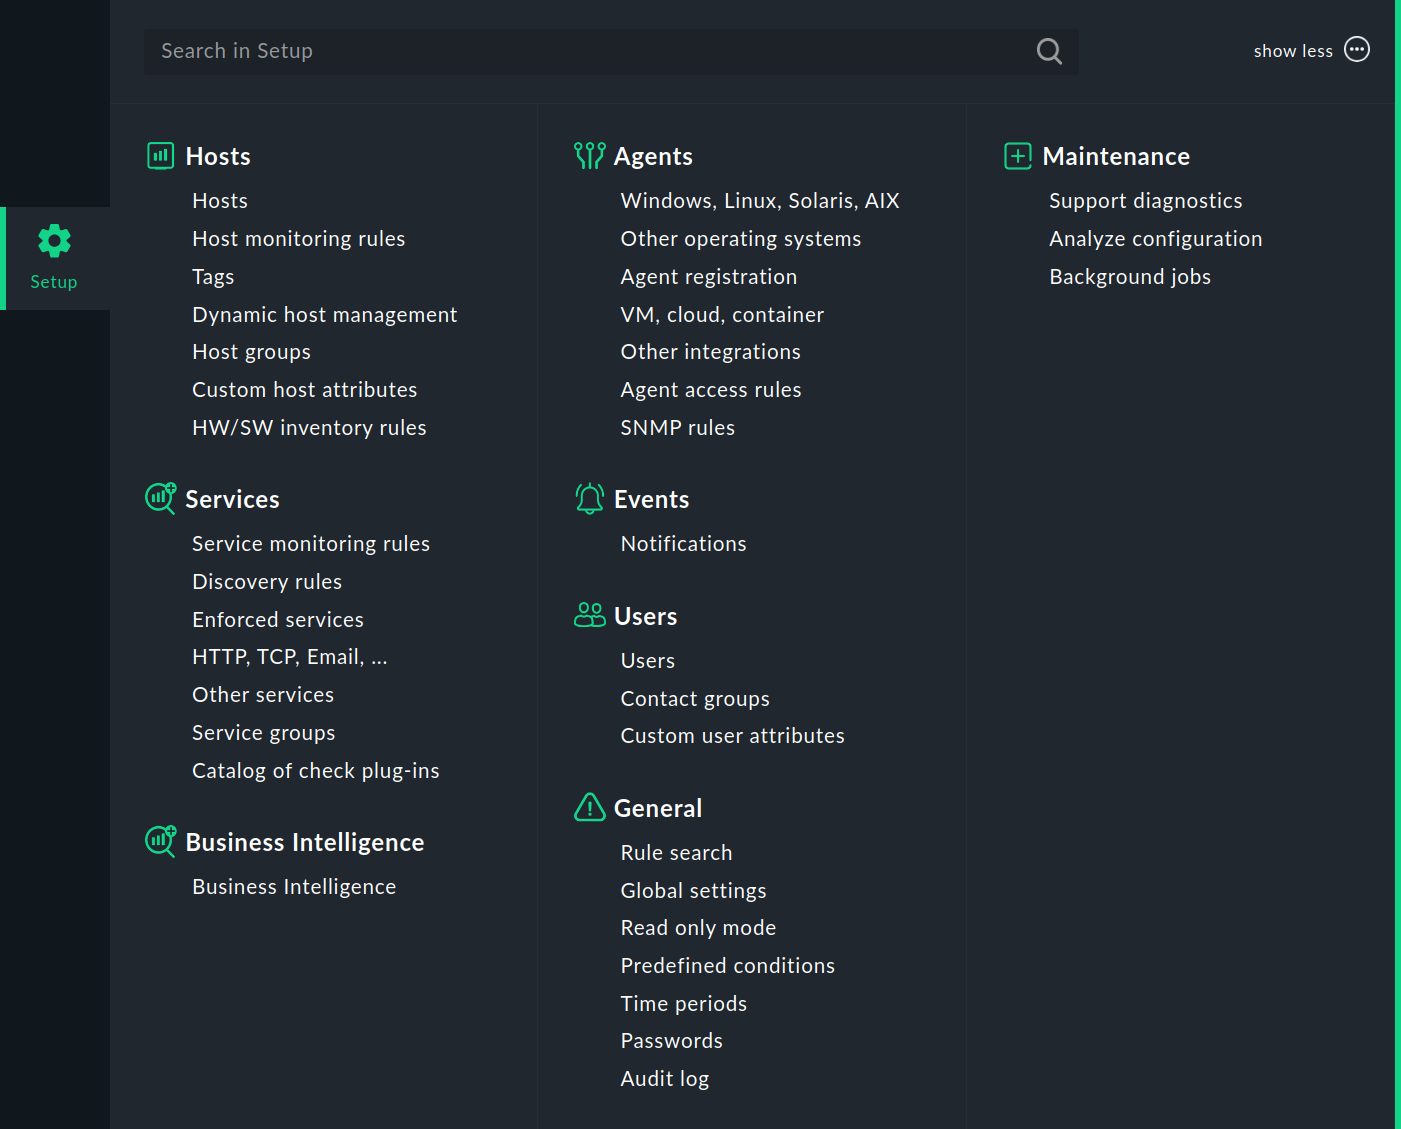 Search in Setup
show less
Setup
Hosts
Hosts
Host monitoring rules
Tags
Dynamic host management
Host groups
Custom host attributes
HW/SW inventory rules
Services
Service monitoring rules
Discovery rules
Enforced services
HTTP, TCP, Email, ...
Other services
Service groups
Catalog of check plug-ins
Business Intelligence
Business Intelligence
Agents
Windows, Linux, Solaris, AIX
Other operating systems
Agent registration
VM, cloud, container
Other integrations
Agent access rules
SNMP rules
Events
Notifications
Users
Users
Contact groups
Custom user attributes
General
Rule search
Global settings
Read only mode
Predefined conditions
Time periods
Passwords
Audit log
Maintenance
Support diagnostics
Analyze configuration
Background jobs